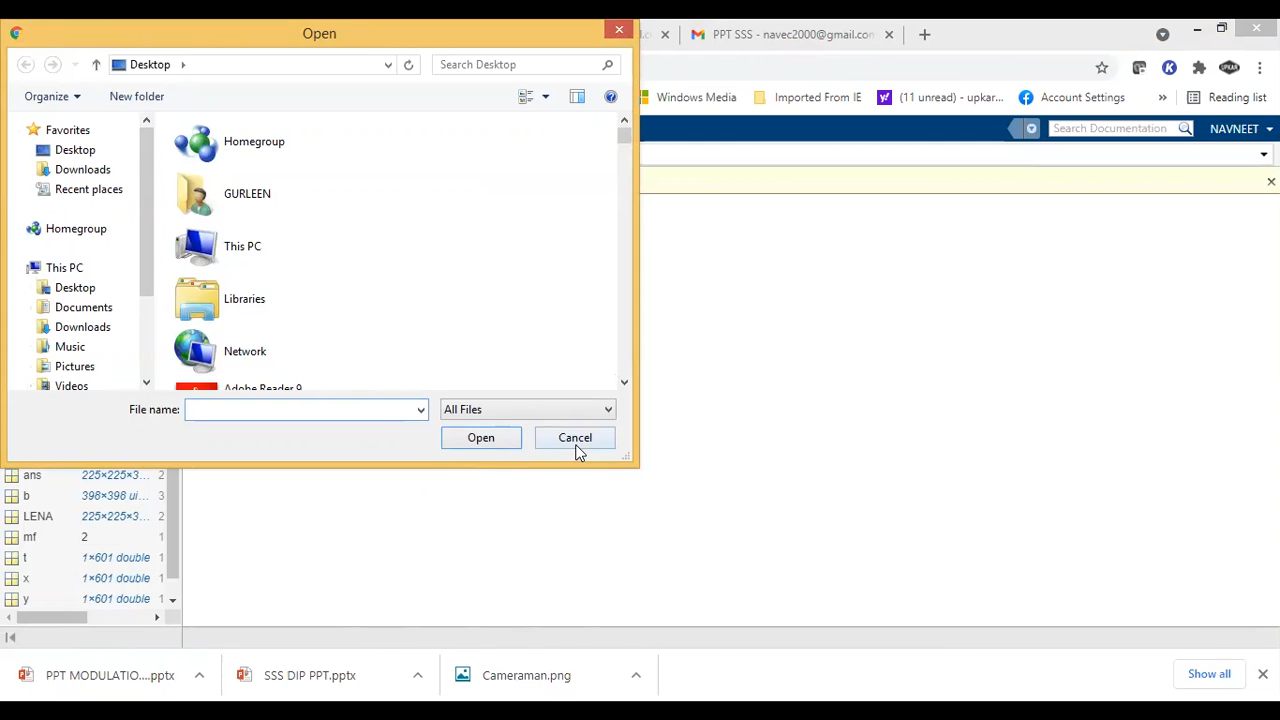 Open
PPT SSS - navec2000@gmail.com
Desktop
Search Desktop
Organize
New folder
Windows Media
Imported From IE
(11 unread) - upkar...
Account Settings
»
Reading list
Search Documentation
NAVNEET
Favorites
Desktop
Downloads
Recent places
Homegroup
This PC
Desktop
Documents
Downloads
Music
Pictures
Videos
Homegroup
GURLEEN
This PC
Libraries
Network
Adobe Reader 9
File name:
All Files
Open
Cancel
ans 225×225×3... 2
b 398×398 ui... 3
LENA 225×225×3... 2
mf 2 1
t 1×601 double 1
x 1×601 double 1
y 1×601 double 1
PPT MODULATIO....pptx
SSS DIP PPT.pptx
Cameraman.png
Show all